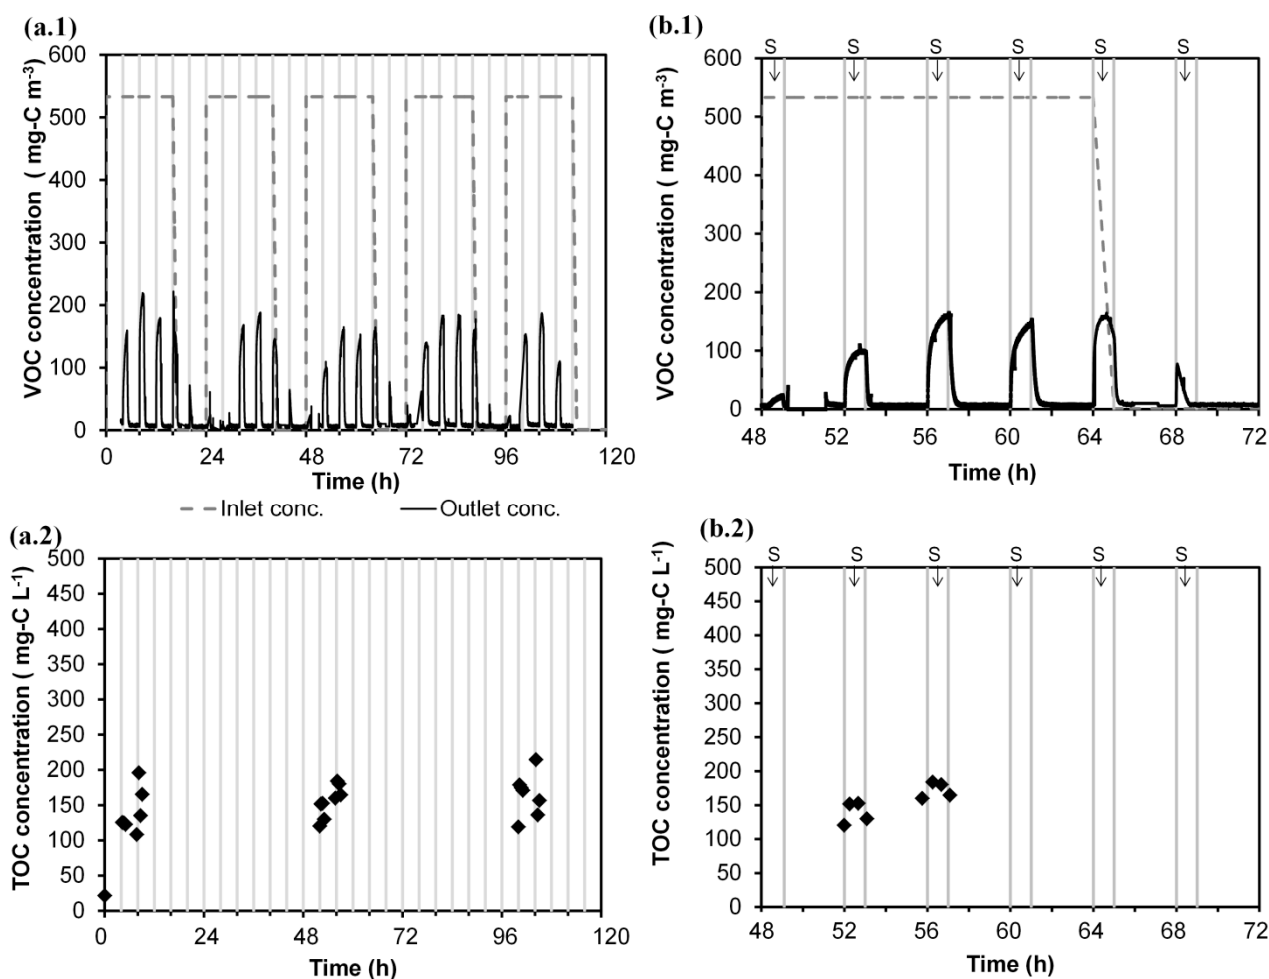 (a.1)
VOC concentration ( mg-C m⁻³)
600
500
400
300
200
100
0
0 24 48 72 96 120
Time (h)
Inlet conc. Outlet conc.
(b.1)
S S S S S S
VOC concentration ( mg-C m⁻³)
600
500
400
300
200
100
0
48 52 56 60 64 68 72
Time (h)
(a.2)
TOC concentration ( mg-C L⁻¹)
500
450
400
350
300
250
200
150
100
50
0
0 24 48 72 96 120
Time (h)
(b.2)
S S S S S S
TOC concentration ( mg-C L⁻¹)
500
450
400
350
300
250
200
150
100
50
0
48 52 56 60 64 68 72
Time (h)